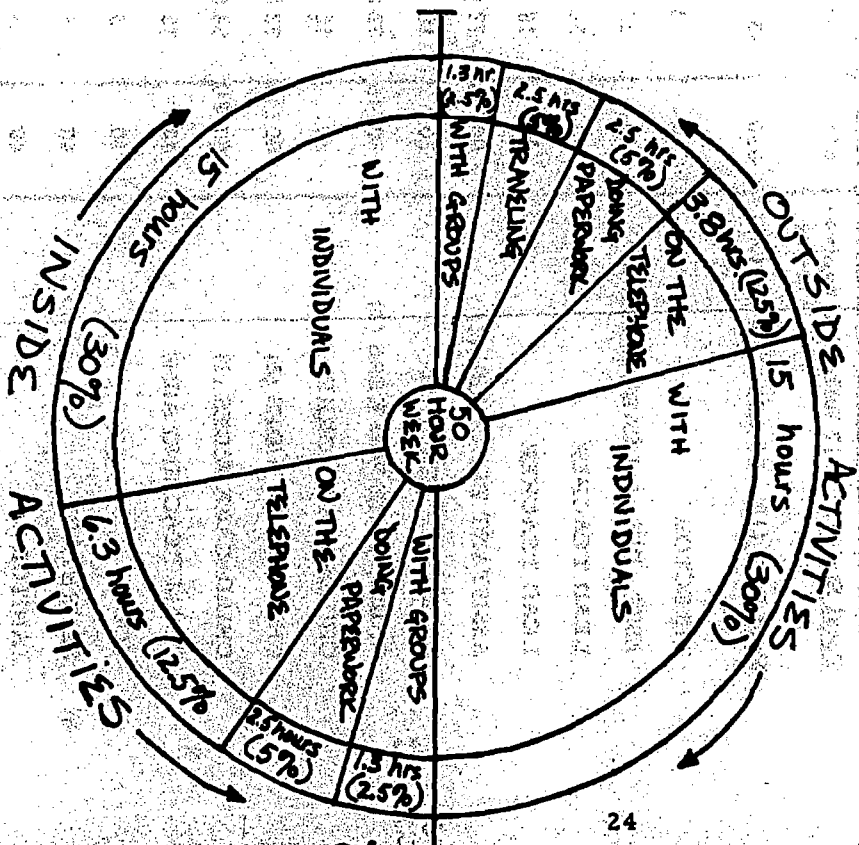 OUTSIDE ACTIVITIES
1.3 hr.
(2.5%)
WITH GROUPS
2.5 hrs
(5%)
TRAVELING
2.5 hrs
(5%)
DOING
PAPERWORK
3.8 hrs (12.5%)
ON THE
TELEPHONE
15 hours (30%)
WITH
INDIVIDUALS
50
HOUR
WEEK
INSIDE ACTIVITIES
15 hours
(30%)
WITH
INDIVIDUALS
6.3 hours (12.5%)
ON THE
TELEPHONE
2.5 hours
(5%)
DOING
PAPERWORK
1.3 hrs
(2.5%)
WITH GROUPS
24